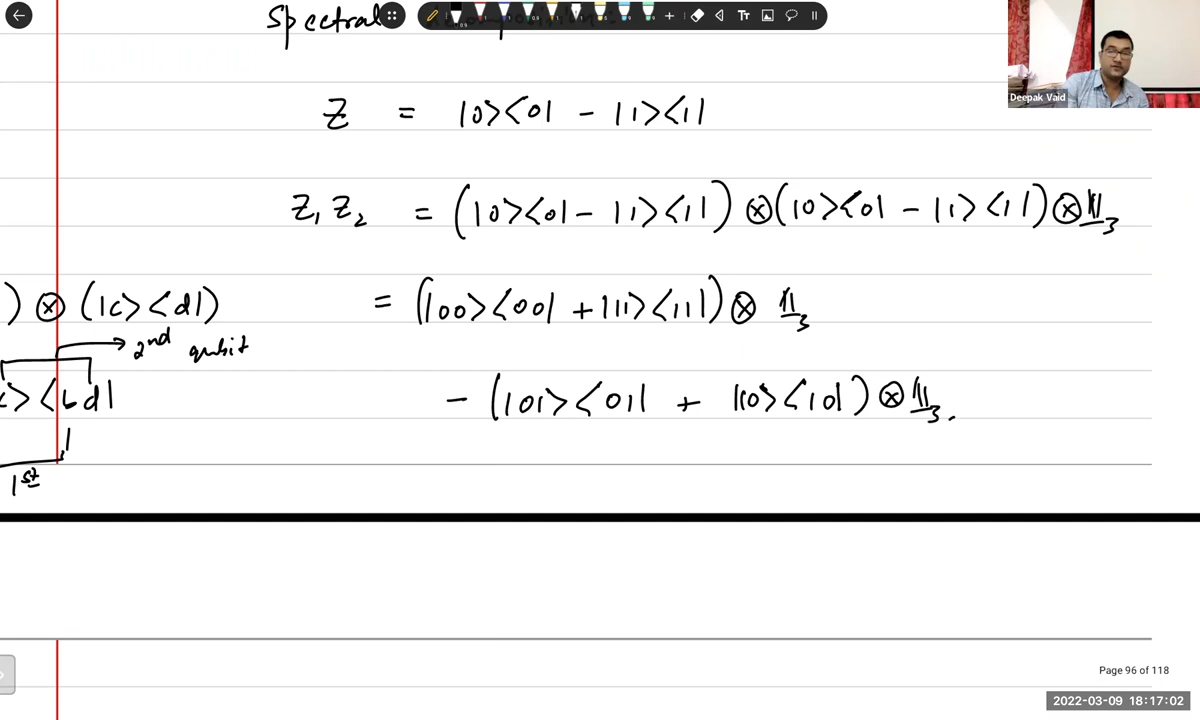 Spectral
Deepak Vaid
Z = |0><0| - |1><1|
Z₁ Z₂ = (|0><0| - |1><1|) ⊗ (|0><0| - |1><1|) ⊗ 𝟙₃
) ⊗ (|c><d|)
= (|00><00| + |11><11|) ⊗ 𝟙₃
2nd qubit
><bd|
- (|01><01| + |10><10|) ⊗ 𝟙₃.
1st
Page 96 of 118
2022-03-09 18:17:02